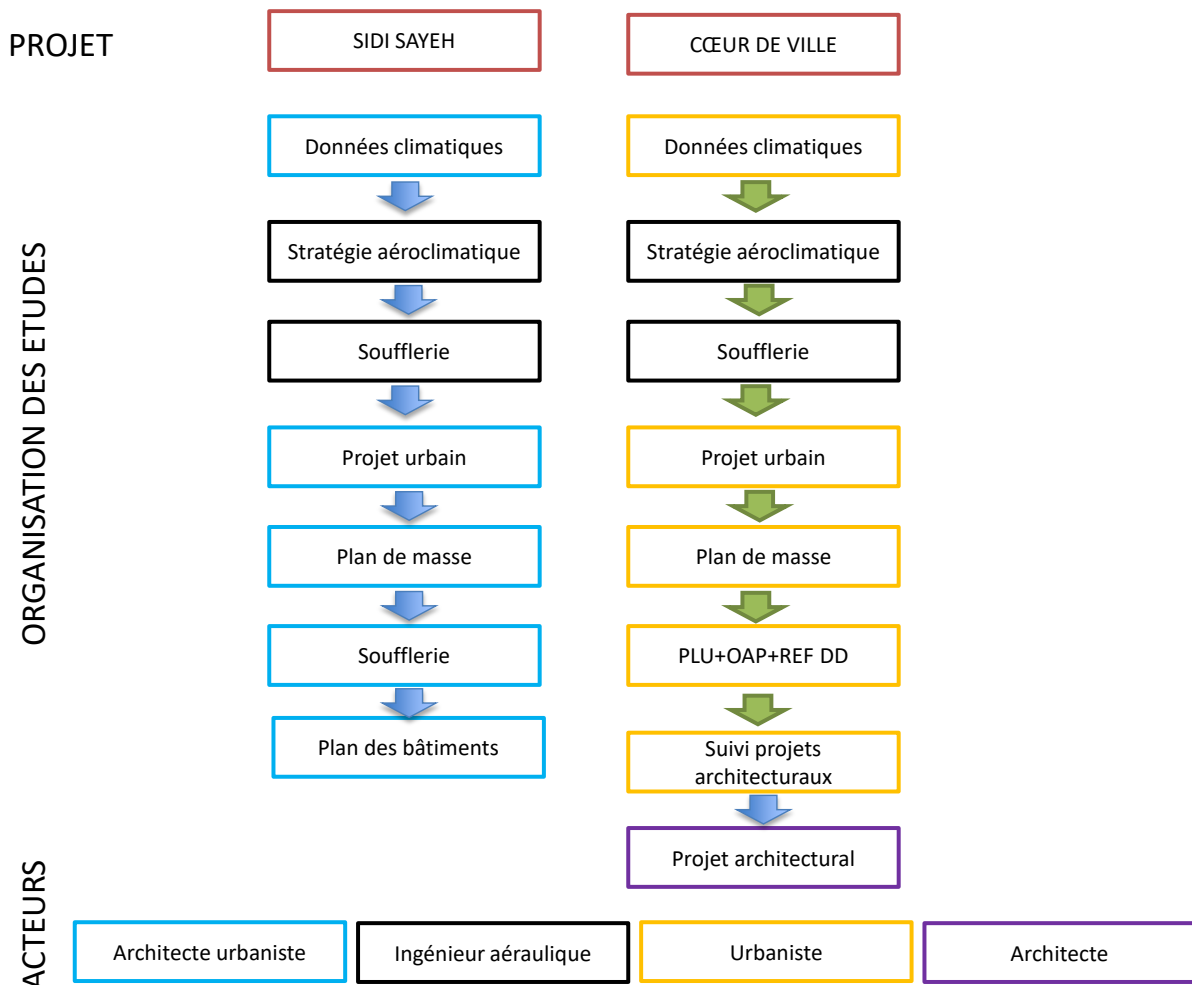 PROJET
SIDI SAYEH
CŒUR DE VILLE
ORGANISATION DES ETUDES
Données climatiques
Données climatiques
Stratégie aéroclimatique
Stratégie aéroclimatique
Soufflerie
Soufflerie
Projet urbain
Projet urbain
Plan de masse
Plan de masse
Soufflerie
PLU+OAP+REF DD
Plan des bâtiments
Suivi projets
architecturaux
Projet architectural
ACTEURS
Architecte urbaniste
Ingénieur aéraulique
Urbaniste
Architecte